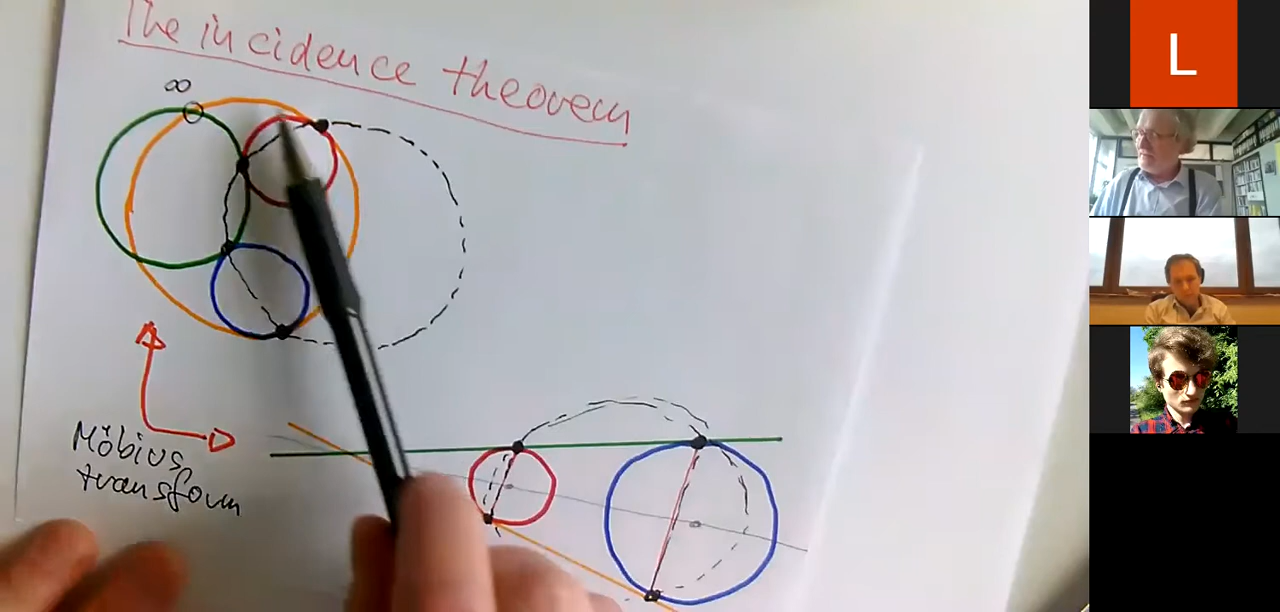 The incidence theorem
∞
Möbius
transform
L